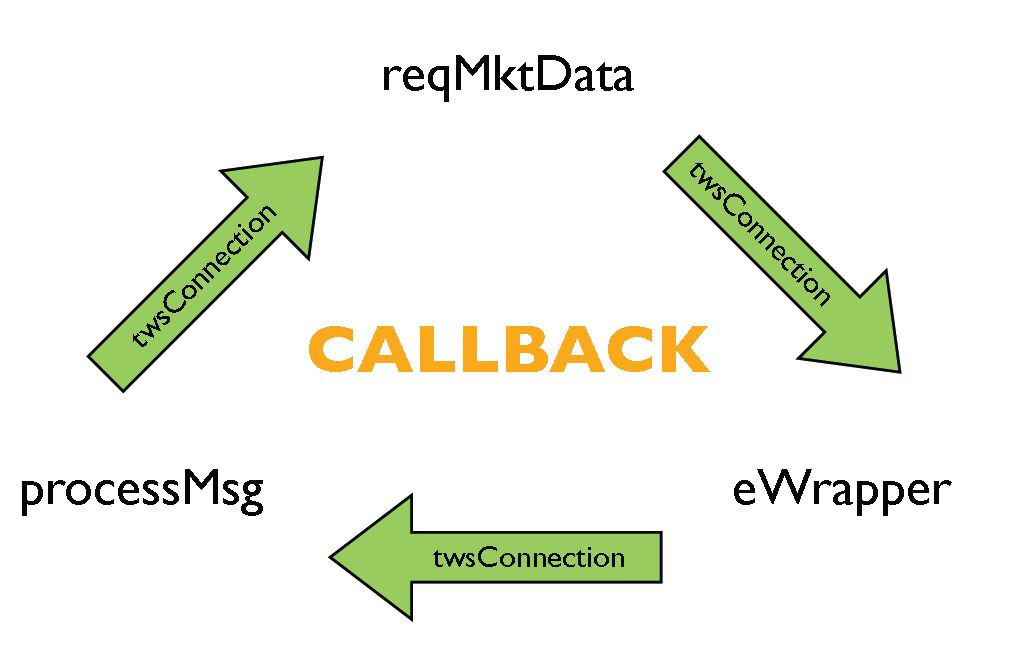 reqMktData
twsConnection
twsConnection
CALLBACK
processMsg
eWrapper
twsConnection